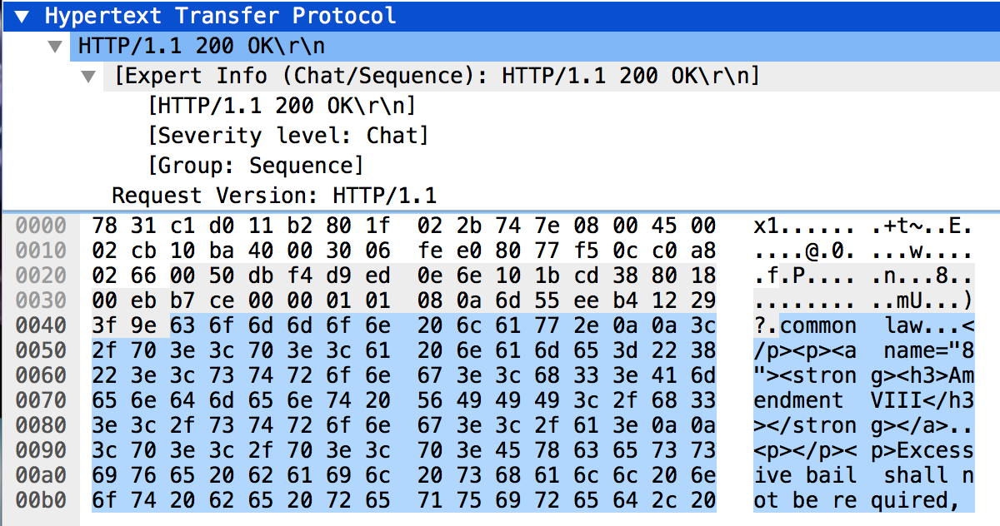 Hypertext Transfer Protocol
HTTP/1.1 200 OK\r\n
[Expert Info (Chat/Sequence): HTTP/1.1 200 OK\r\n]
[HTTP/1.1 200 OK\r\n]
[Severity level: Chat]
[Group: Sequence]
Request Version: HTTP/1.1
0000 78 31 c1 d0 11 b2 80 1f 02 2b 74 7e 08 00 45 00 x1...... .+t~..E.
0010 02 cb 10 ba 40 00 30 06 fe e0 80 77 f5 0c c0 a8 ....@.0. ...w....
0020 02 66 00 50 db f4 d9 ed 0e 6e 10 1b cd 38 80 18 .f.P.... .n...8..
0030 00 eb b7 ce 00 00 01 01 08 0a 6d 55 ee b4 12 29 ........ ..mU...)
0040 3f 9e 63 6f 6d 6d 6f 6e 20 6c 61 77 2e 0a 0a 3c ?.common law...<
0050 2f 70 3e 3c 70 3e 3c 61 20 6e 61 6d 65 3d 22 38 /p><p><a name="8
0060 22 3e 3c 73 74 72 6f 6e 67 3e 3c 68 33 3e 41 6d "><stron g><h3>Am
0070 65 6e 64 6d 65 6e 74 20 56 49 49 49 3c 2f 68 33 endment VIII</h3
0080 3e 3c 2f 73 74 72 6f 6e 67 3e 3c 2f 61 3e 0a 0a ></stron g></a>..
0090 3c 70 3e 3c 2f 70 3e 3c 70 3e 45 78 63 65 73 73 <p></p>< p>Excess
00a0 69 76 65 20 62 61 69 6c 20 73 68 61 6c 6c 20 6e ive bail shall n
00b0 6f 74 20 62 65 20 72 65 71 75 69 72 65 64 2c 20 ot be re quired,